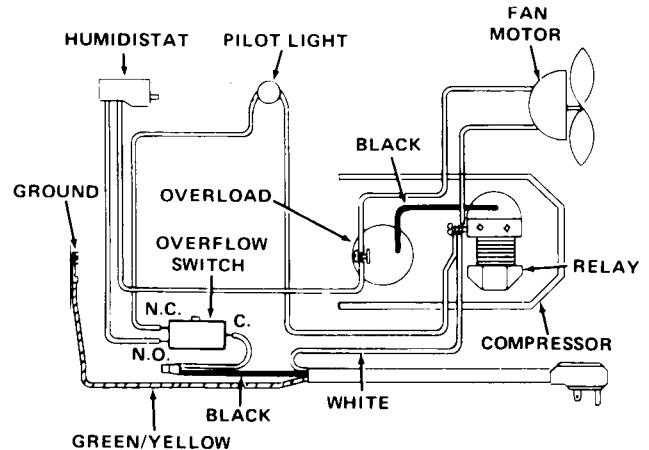 HUMIDISTAT
PILOT LIGHT
FAN
MOTOR
BLACK
GROUND
OVERLOAD
OVERFLOW
SWITCH
RELAY
N.C.
C.
N.O.
COMPRESSOR
BLACK
WHITE
GREEN/YELLOW